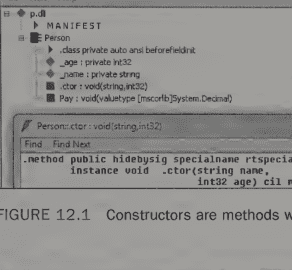 p.dll
MANIFEST
Person
.class private auto ansi beforefieldinit
_age : private int32
_name : private string
.ctor : void(string,int32)
Pay : void(valuetype [mscorlib]System.Decimal)
Person::.ctor : void(string,int32)
Find Find Next
.method public hidebysig specialname rtspecia
instance void .ctor(string name,
int32 age) cil m
FIGURE 12.1 Constructors are methods w